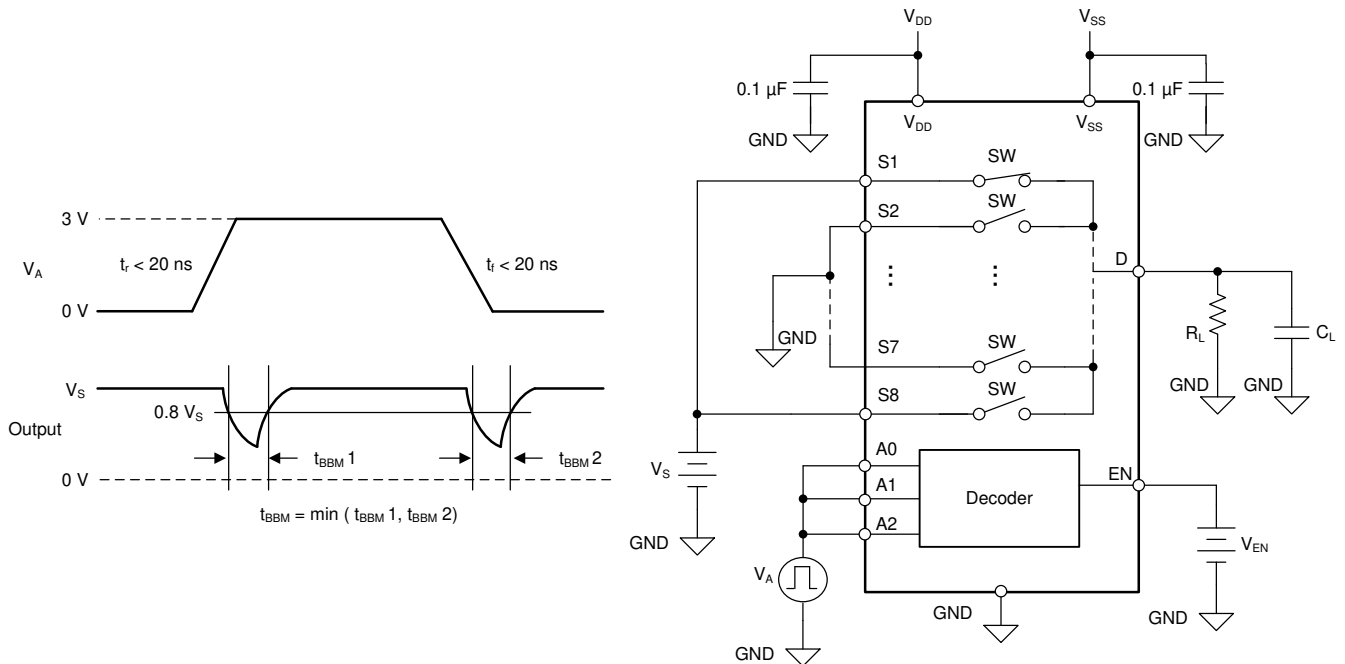 3 V
V_A
t_r < 20 ns
t_f < 20 ns
0 V
V_S
0.8 V_S
Output
t_BBM 1
t_BBM 2
0 V
t_BBM = min ( t_BBM 1, t_BBM 2)
V_DD
V_SS
0.1 µF
0.1 µF
V_DD
V_SS
GND
GND
S1
SW
S2
SW
D
GND
S7
SW
R_L
C_L
S8
SW
GND
GND
A0
V_S
A1
Decoder
EN
A2
GND
V_EN
V_A
GND
GND
GND